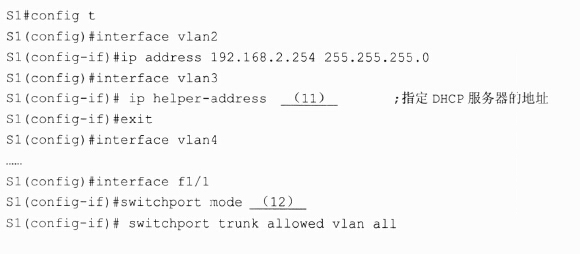 S1#config t
S1(config)#interface vlan2
S1(config-if)#ip address 192.168.2.254 255.255.255.0
S1(config-if)#interface vlan3
S1(config-if)# ip helper-address （11） ;指定 DHCP 服务器的地址
S1(config-if)#exit
S1(config-if)#interface vlan4
……
S1(config)#interface f1/1
S1(config-if)#switchport mode （12）
S1(config-if)# switchport trunk allowed vlan all